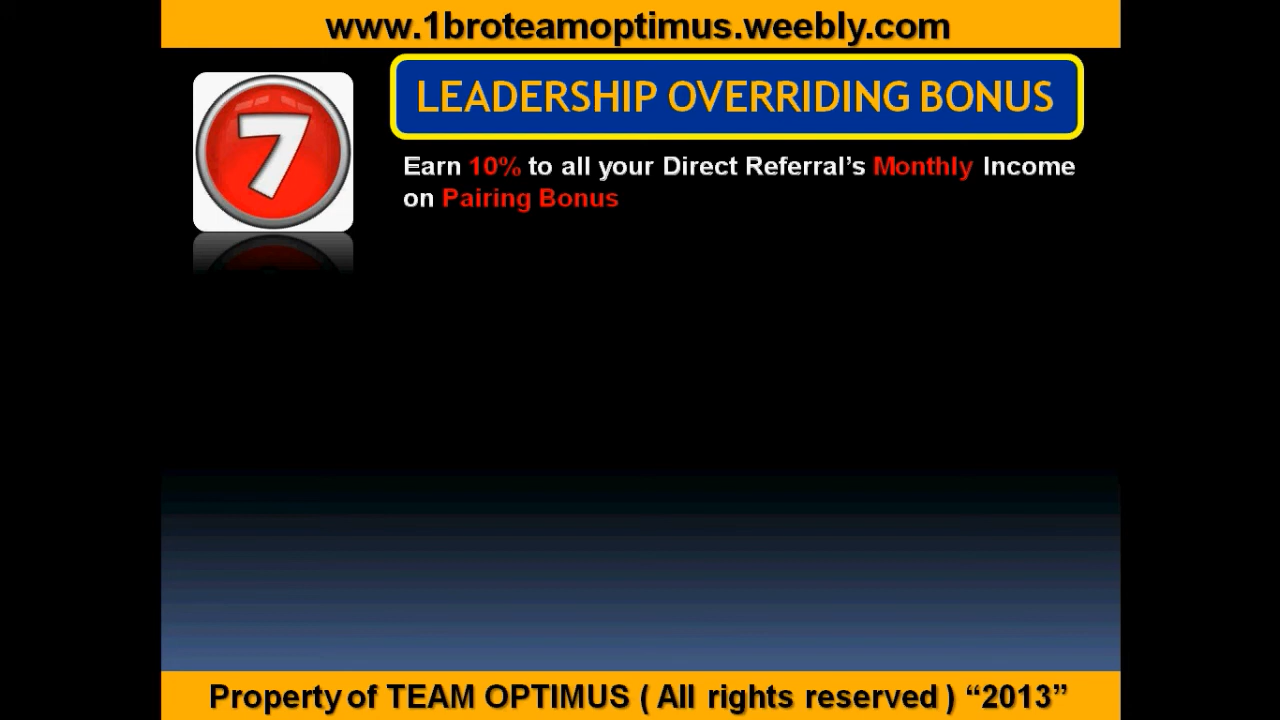 www.1broteamoptimus.weebly.com
7
LEADERSHIP OVERRIDING BONUS
Earn 10% to all your Direct Referral’s Monthly Income
on Pairing Bonus
Property of TEAM OPTIMUS ( All rights reserved ) “2013”